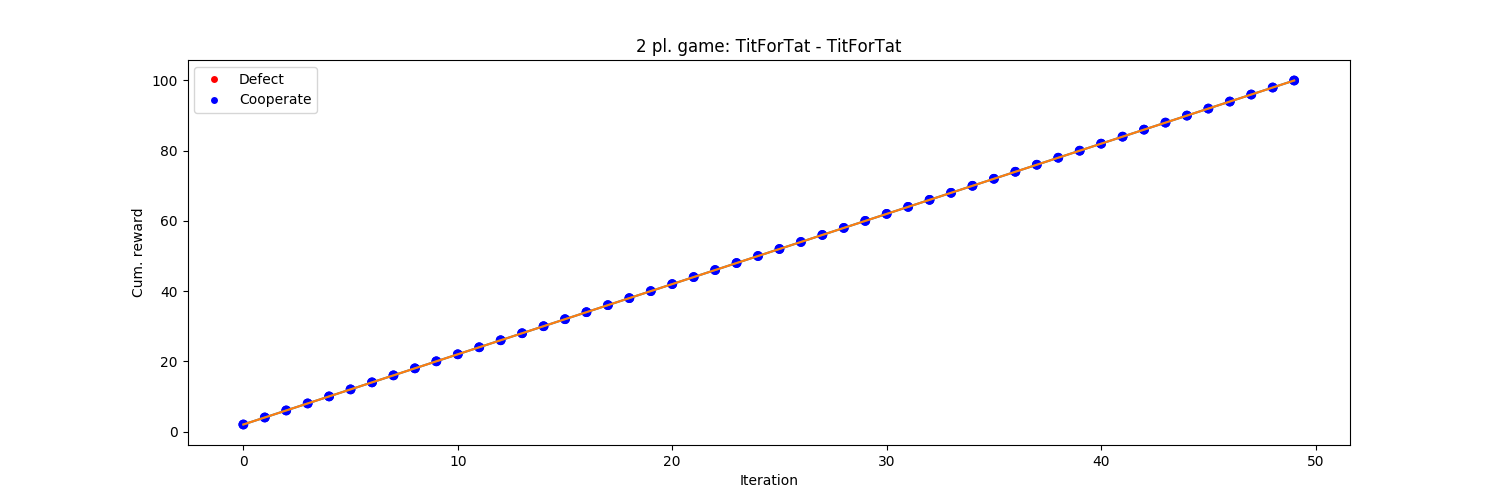 2 pl. game: TitForTat - TitForTat
Defect
Cooperate
Cum. reward
100
80
60
40
20
0
0 10 20 30 40 50
Iteration